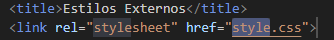 <title>Estilos Externos</title>
<link rel="stylesheet" href="style.css">